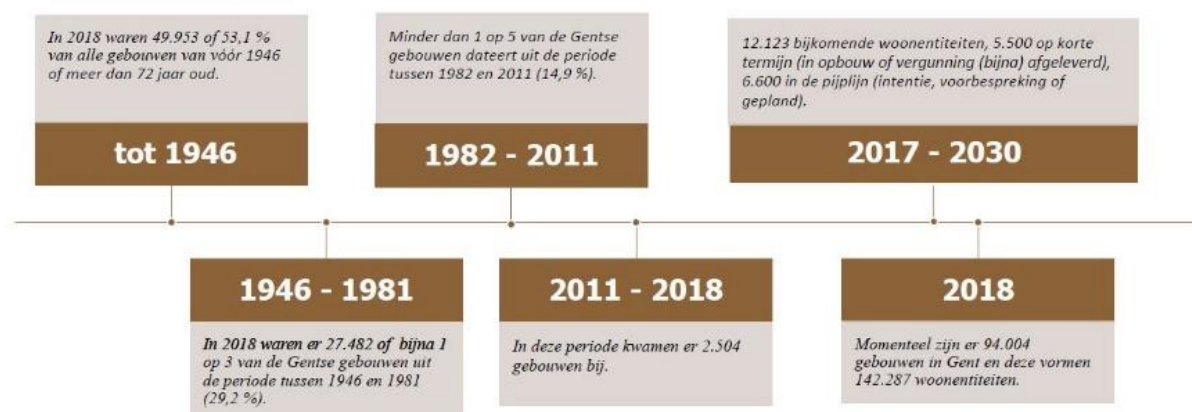 In 2018 waren 49.953 of 53,1 %
van alle gebouwen van vóór 1946
of meer dan 72 jaar oud.
tot 1946
Minder dan 1 op 5 van de Gentse
gebouwen dateert uit de periode
tussen 1982 en 2011 (14,9 %).
1982 - 2011
12.123 bijkomende woonentiteiten, 5.500 op korte
termijn (in opbouw of vergunning (bijna) afgeleverd),
6.600 in de pijplijn (intentie, voorbespreking of
gepland).
2017 - 2030
1946 - 1981
In 2018 waren er 27.482 of bijna 1
op 3 van de Gentse gebouwen uit
de periode tussen 1946 en 1981
(29,2 %).
2011 - 2018
In deze periode kwamen er 2.504
gebouwen bij.
2018
Momenteel zijn er 94.004
gebouwen in Gent en deze vormen
142.287 woonentiteiten.